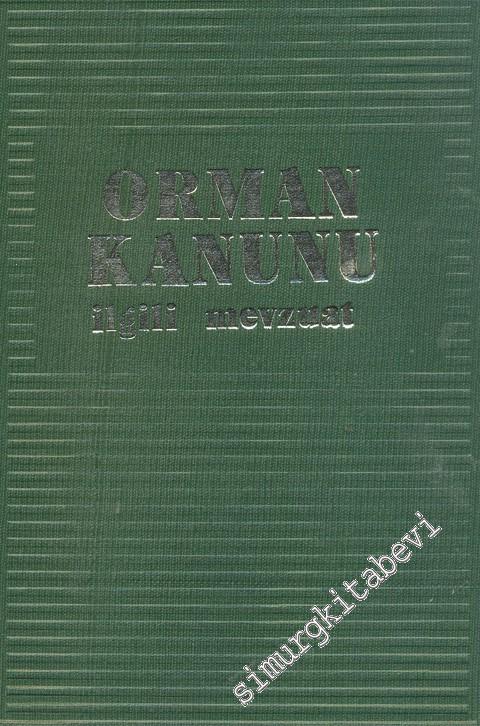 ORMAN
KANUNU
ilgili mevzuat
simurgkitabevi